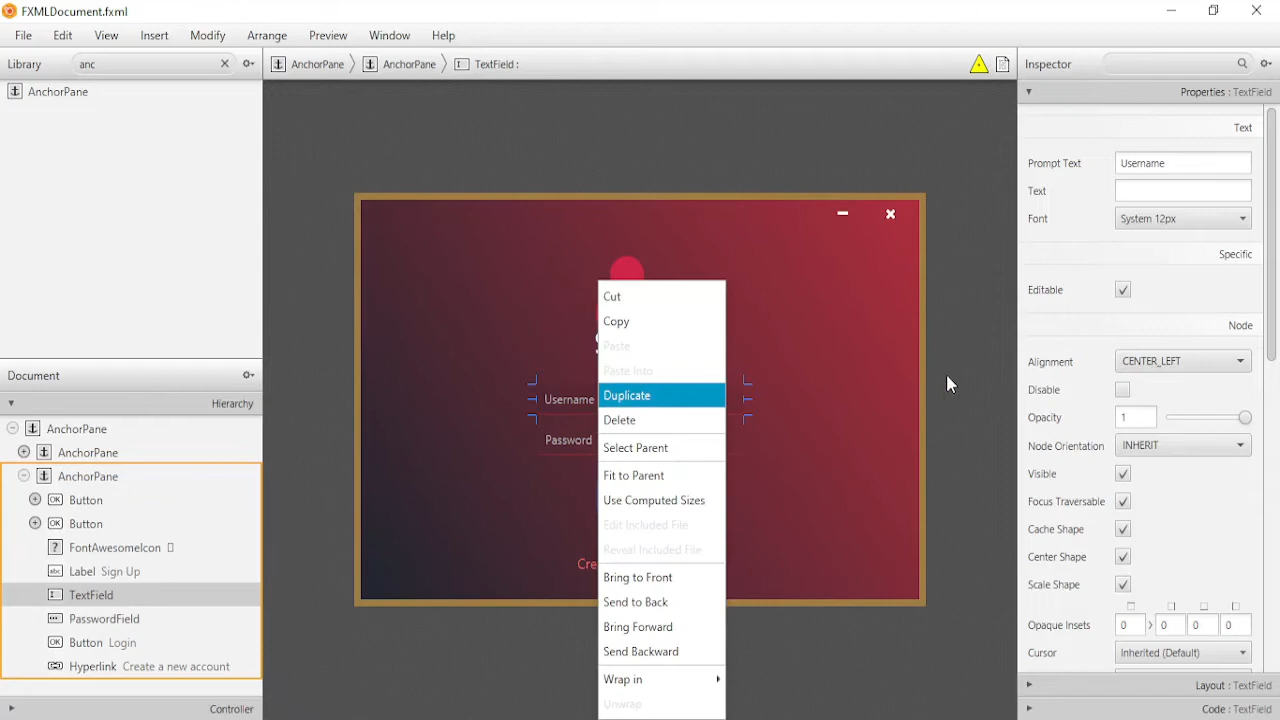 FXMLDocument.fxml
File Edit View Insert Modify Arrange Preview Window Help
Library anc
AnchorPane
AnchorPane AnchorPane TextField :
Cut
Copy
Paste
Paste Into
Duplicate
Delete
Select Parent
Fit to Parent
Use Computed Sizes
Edit Included File
Reveal Included File
Bring to Front
Send to Back
Bring Forward
Send Backward
Wrap in
Unwrap
Username
Password
Cre
Document
Hierarchy
AnchorPane
AnchorPane
AnchorPane
OK Button
OK Button
? FontAwesomeIcon
abc Label Sign Up
TextField
PasswordField
OK Button Login
Hyperlink Create a new account
Controller
Inspector
Properties : TextField
Text
Prompt Text Username
Text
Font System 12px
Specific
Editable
Node
Alignment CENTER_LEFT
Disable
Opacity 1
Node Orientation INHERIT
Visible
Focus Traversable
Cache Shape
Center Shape
Scale Shape
Opaque Insets 0 0 0 0
Cursor Inherited (Default)
Layout : TextField
Code : TextField